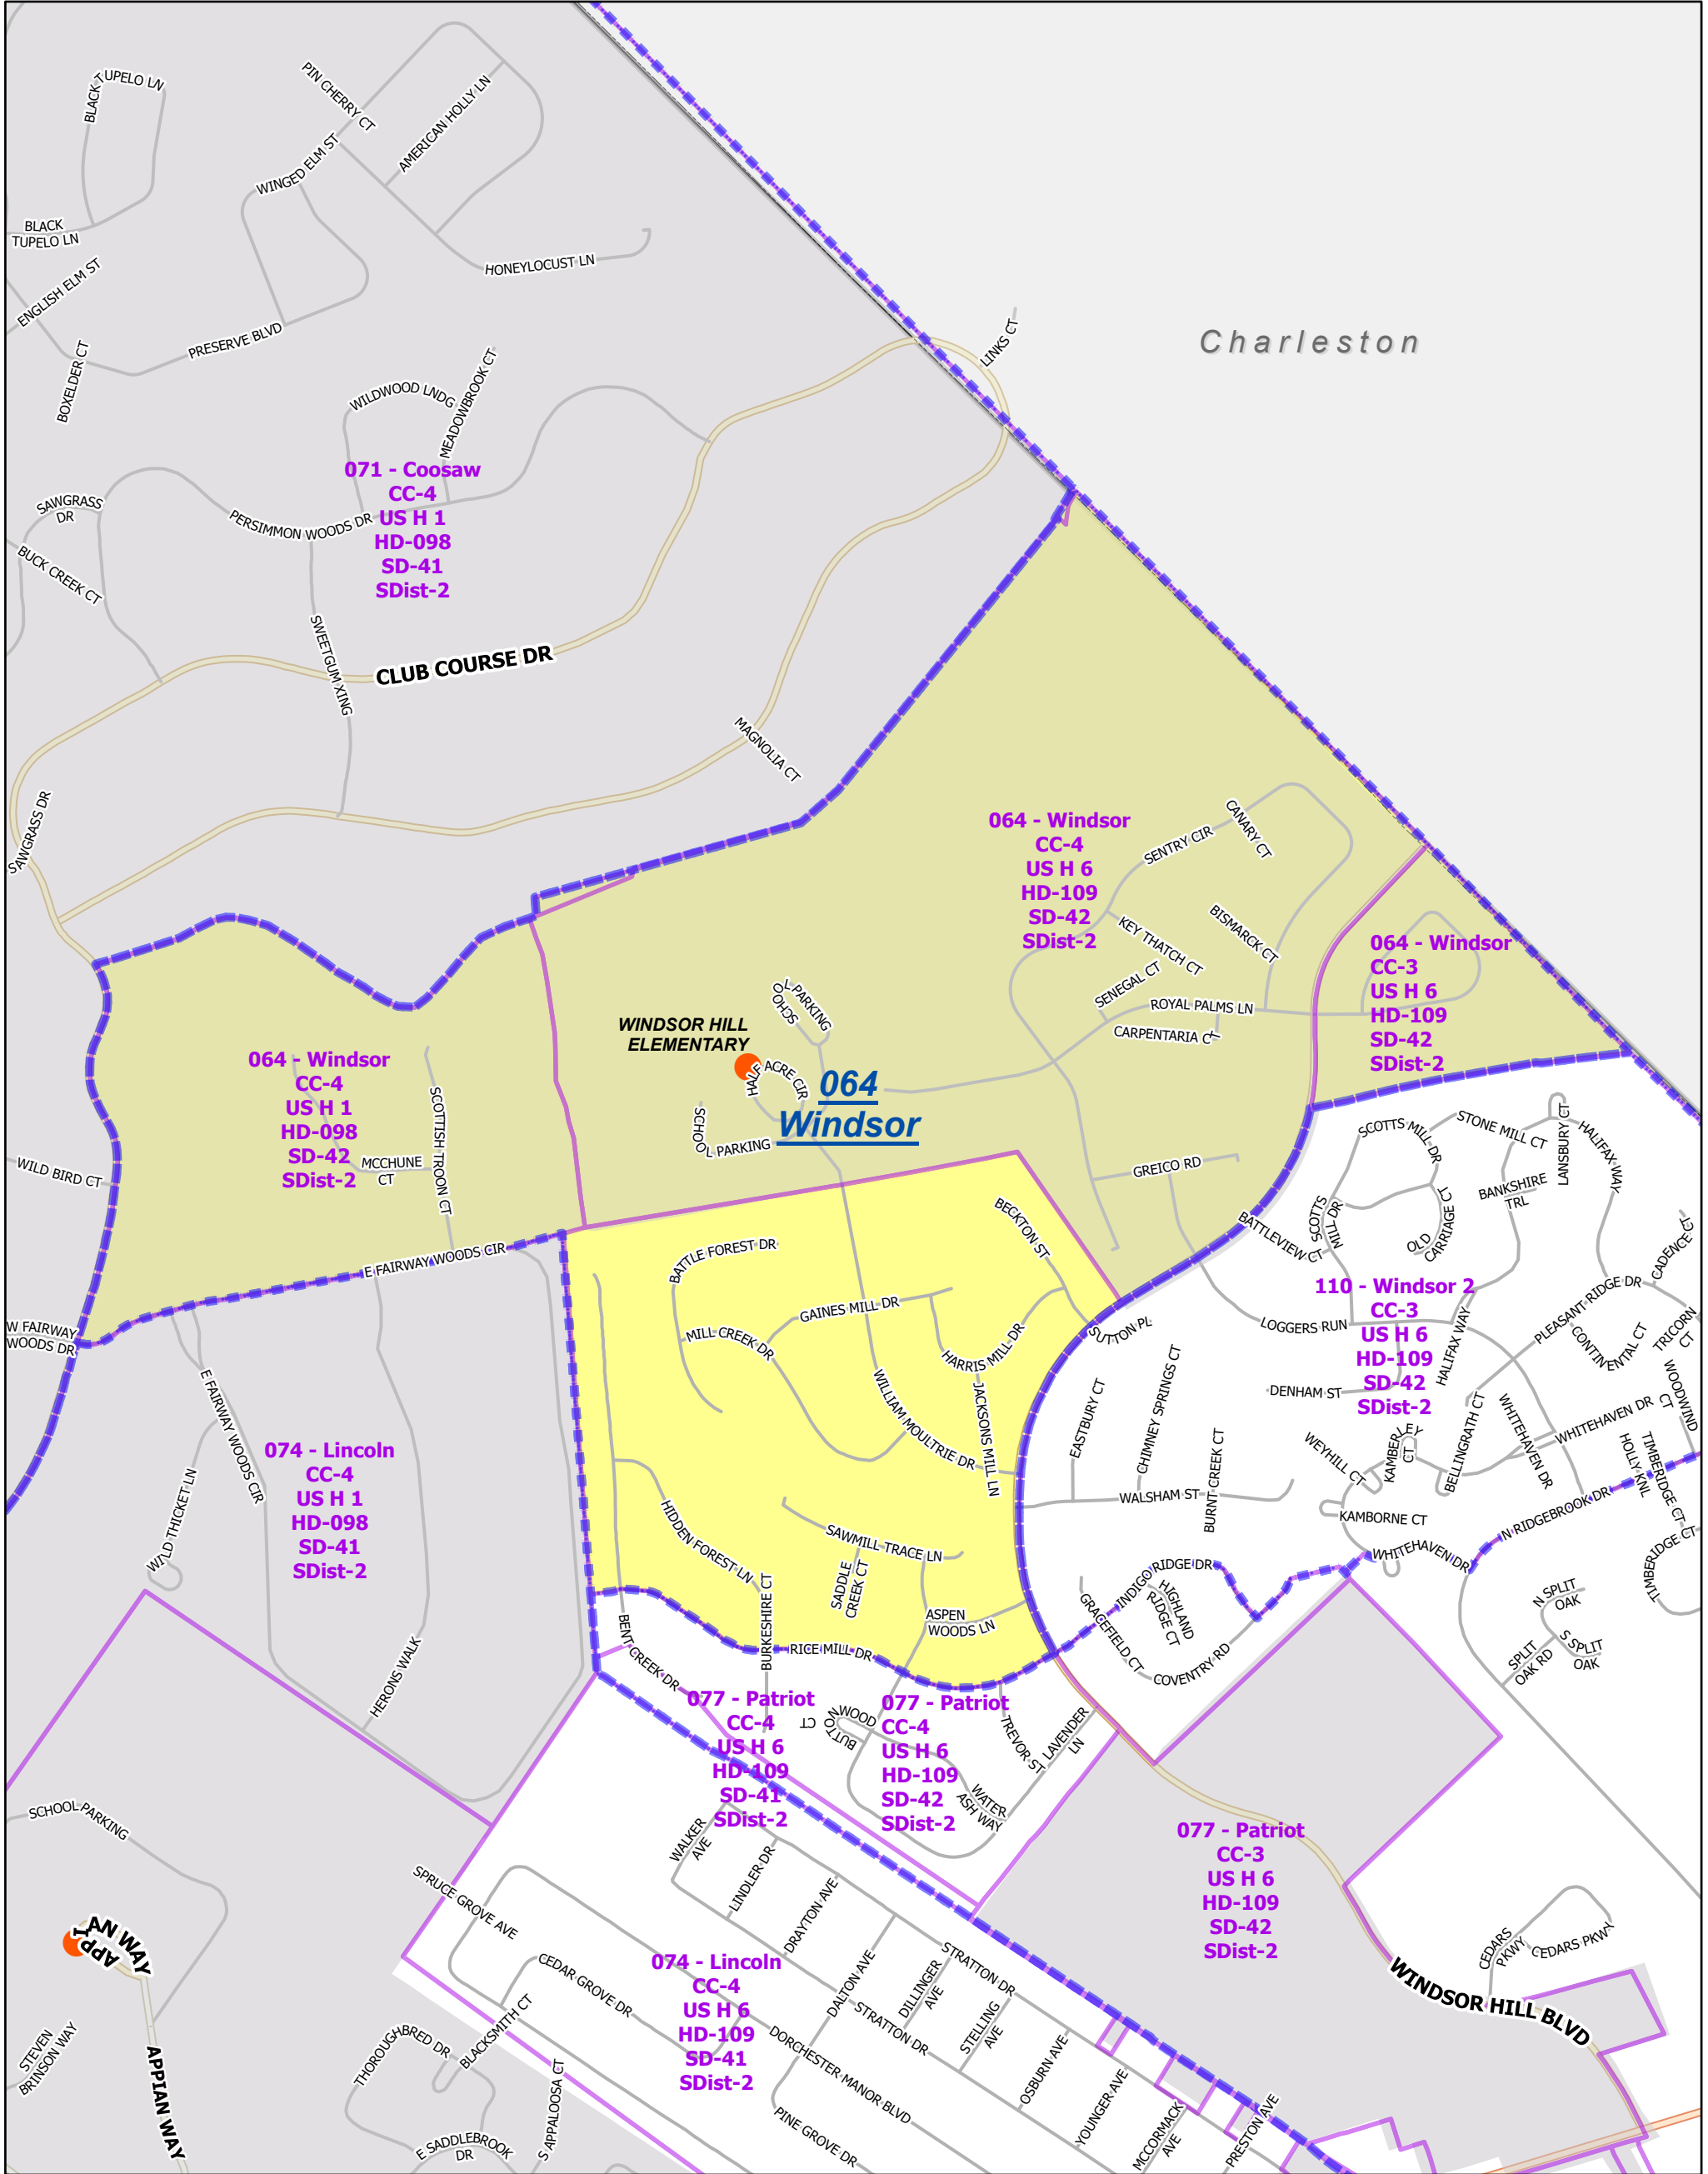 BLACK TUPELO LN
PIN CHERRY CT
AMERICAN HOLLY LN
WINGED ELM ST
BLACK
TUPELO LN
HONEYLOCUST LN
ENGLISH ELM ST
PRESERVE BLVD
BOXELDER CT
LINKS CT
Charleston
WILDWOOD LNDG
MEADOWBROOK CT
071 - Coosaw
CC-4
US H 1
HD-098
SD-41
SDist-2
SAWGRASS
DR
PERSIMMON WOODS DR
BUCK CREEK CT
SWEETGUM XING
CLUB COURSE DR
MAGNOLIA CT
SAWGRASS DR
064 - Windsor
CC-4
US H 6
HD-109
SD-42
SDist-2
SENTRY CIR
CANARY CT
KEY THATCH CT
BISMARCK CT
SENEGAL CT
ROYAL PALMS LN
CARPENTARIA CT
064 - Windsor
CC-3
US H 6
HD-109
SD-42
SDist-2
SCHOOL PARKING
WINDSOR HILL
ELEMENTARY
HALF ACRE CIR
064
Windsor
SCHOOL PARKING
064 - Windsor
CC-4
US H 1
HD-098
SD-42
SDist-2
SCOTTISH TROON CT
MCCHUNE
CT
WILD BIRD CT
GREICO RD
E FAIRWAY WOODS CIR
W FAIRWAY
WOODS DR
BECKTON ST
BATTLE FOREST DR
GAINES MILL DR
MILL CREEK DR
HARRIS MILL DR
SUTTON PL
WILLIAM MOULTRIE DR
JACKSONS MILL LN
SCOTTS MILL DR
STONE MILL CT
LANSBURY CT
HALIFAX WAY
BANKSHIRE
TRL
SCOTTS
MILL DR
OLD
CARRIAGE CT
BATTLEVIEW CT
CADENCE CT
110 - Windsor 2
CC-3
US H 6
HD-109
SD-42
SDist-2
LOGGERS RUN
HALIFAX WAY
PLEASANT RIDGE DR
CONTINENTAL CT
TRICORN
CT
DENHAM ST
WOODWIND
CT
EASTBURY CT
CHIMNEY SPRINGS CT
BURNT CREEK CT
WALSHAM ST
WEYHILL CT
KAMBERLEY
CT
BELLINGRATH CT
WHITEHAVEN DR
WHITEHAVEN DR
HOLLY KNL
TIMBERIDGE CT
KAMBORNE CT
N RIDGEBROOK DR
WHITEHAVEN DR
TIMBERIDGE CT
E FAIRWAY WOODS CIR
074 - Lincoln
CC-4
US H 1
HD-098
SD-41
SDist-2
WILD THICKET LN
HERONS WALK
HIDDEN FOREST LN
SAWMILL TRACE LN
SADDLE
CREEK CT
BURKESHIRE CT
ASPEN
WOODS LN
RICE MILL DR
BENT CREEK DR
INDIGO RIDGE DR
HIGHLAND
RIDGE CT
GRACEFIELD CT
COVENTRY RD
N SPLIT
OAK
S SPLIT
OAK
SPLIT
OAK RD
077 - Patriot
CC-4
US H 6
HD-109
SD-41
SDist-2
BUTTONWOOD
CT
077 - Patriot
CC-4
US H 6
HD-109
SD-42
SDist-2
TREVOR ST
LAVENDER
LN
WATER
ASH WAY
077 - Patriot
CC-3
US H 6
HD-109
SD-42
SDist-2
SCHOOL PARKING
APPIAN WAY
STEVEN
BRINSON WAY
APPIAN WAY
SPRUCE GROVE AVE
WALKER
AVE
LINDLER DR
DRAYTON AVE
CEDAR GROVE DR
074 - Lincoln
CC-4
US H 6
HD-109
SD-41
SDist-2
DALTON AVE
DILLINGER
AVE
STRATTON DR
STRATTON DR
STELLING
AVE
DORCHESTER MANOR BLVD
OSBURN AVE
YOUNGER AVE
MCCORMACK
AVE
PRESTON AVE
PINE GROVE DR
THOROUGHBRED DR
BLACKSMITH CT
E SADDLEBROOK
DR
S APPALOOSA CT
CEDARS
PKWY
CEDARS PKWY
WINDSOR HILL BLVD